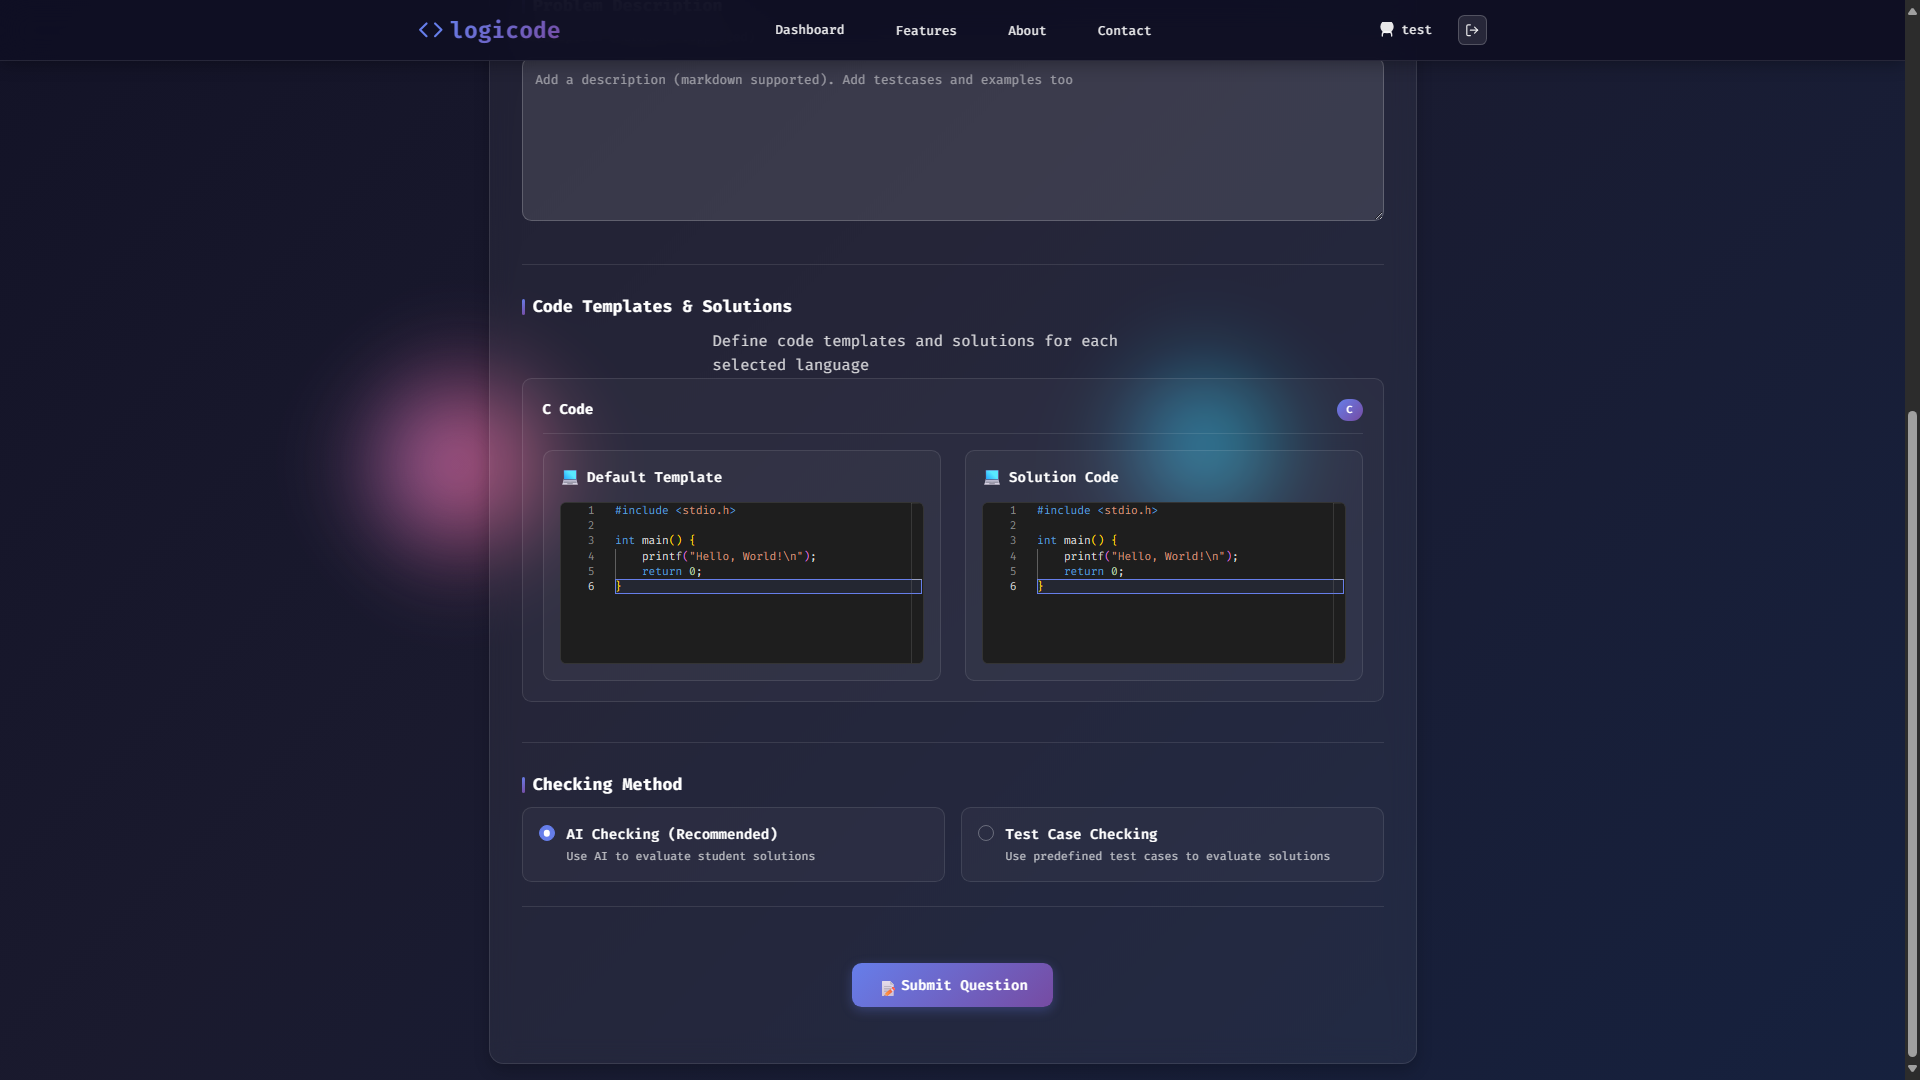 Problem Description
logicode
Dashboard
Features
About
Contact
test
Add a description (markdown supported). Add testcases and examples too
Code Templates & Solutions
Define code templates and solutions for each
selected language
C Code
C
Default Template
1 #include <stdio.h>
2
3 int main() {
4 printf("Hello, World!\n");
5 return 0;
6 }
Solution Code
1 #include <stdio.h>
2
3 int main() {
4 printf("Hello, World!\n");
5 return 0;
6 }
Checking Method
AI Checking (Recommended)
Use AI to evaluate student solutions
Test Case Checking
Use predefined test cases to evaluate solutions
Submit Question